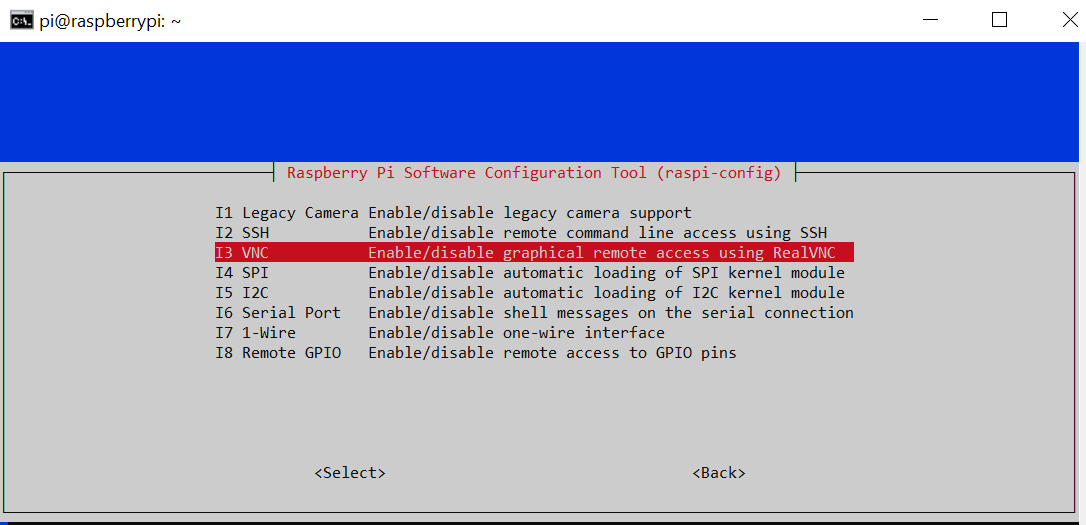 pi@raspberrypi: ~
Raspberry Pi Software Configuration Tool (raspi-config)
I1 Legacy Camera Enable/disable legacy camera support
I2 SSH Enable/disable remote command line access using SSH
I3 VNC Enable/disable graphical remote access using RealVNC
I4 SPI Enable/disable automatic loading of SPI kernel module
I5 I2C Enable/disable automatic loading of I2C kernel module
I6 Serial Port Enable/disable shell messages on the serial connection
I7 1-Wire Enable/disable one-wire interface
I8 Remote GPIO Enable/disable remote access to GPIO pins
<Select> <Back>